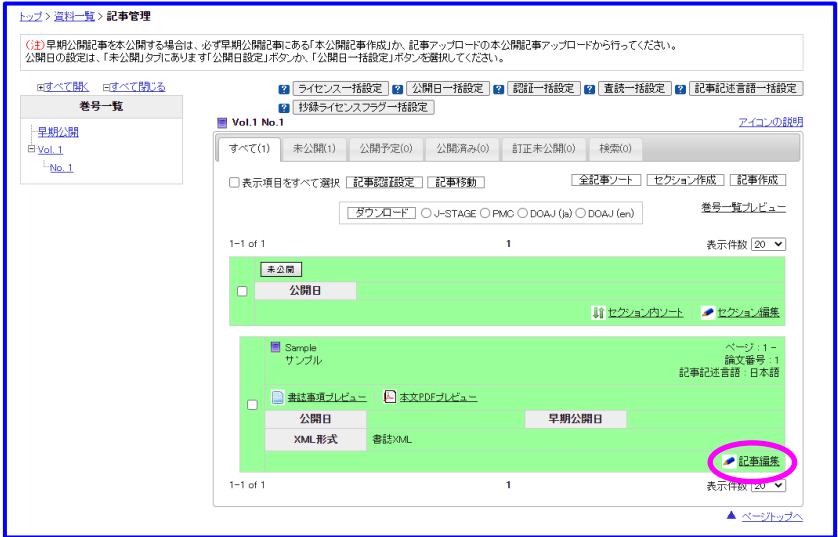 トップ > 資料一覧 > 記事管理
(注)早期公開記事を本公開する場合は、必ず早期公開記事にある「本公開記事作成」か、記事アップロードの本公開記事アップロードから行ってください。
公開日の設定は、「未公開」タブにあります「公開日設定」ボタンか、「公開日一括設定」ボタンを選択してください。
すべて開く すべて閉じる
巻号一覧
早期公開
Vol. 1
No. 1
? ライセンス一括設定 ? 公開日一括設定 ? 認証一括設定 ? 査読一括設定 ? 記事記述言語一括設定
? 抄録ライセンスフラグ一括設定
Vol.1 No.1 アイコンの説明
すべて(1) 未公開(1) 公開予定(0) 公開済み(0) 訂正未公開(0) 検索(0)
表示項目をすべて選択 記事認証設定 記事移動 全記事ソート セクション作成 記事作成
ダウンロード J-STAGE PMC DOAJ (ja) DOAJ (en) 巻号一覧プレビュー
1-1 of 1 1 表示件数 20
未公開
公開日
セクション内ソート セクション編集
Sample ページ : 1 -
サンプル 論文番号 : 1
記事記述言語 : 日本語
書誌事項プレビュー 本文PDFプレビュー
公開日 早期公開日
XML形式 書誌XML
記事編集
1-1 of 1 1 表示件数 20
▲ ページトップへ